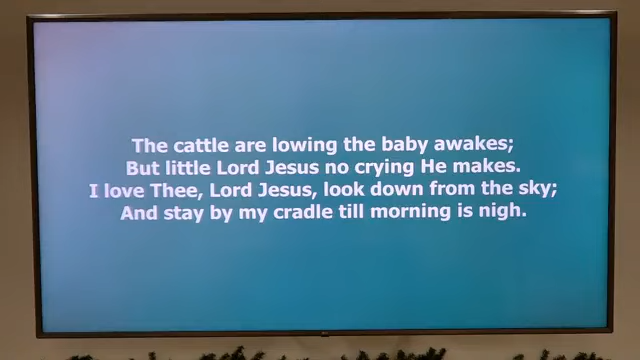 The cattle are lowing the baby awakes;
But little Lord Jesus no crying He makes.
I love Thee, Lord Jesus, look down from the sky;
And stay by my cradle till morning is nigh.